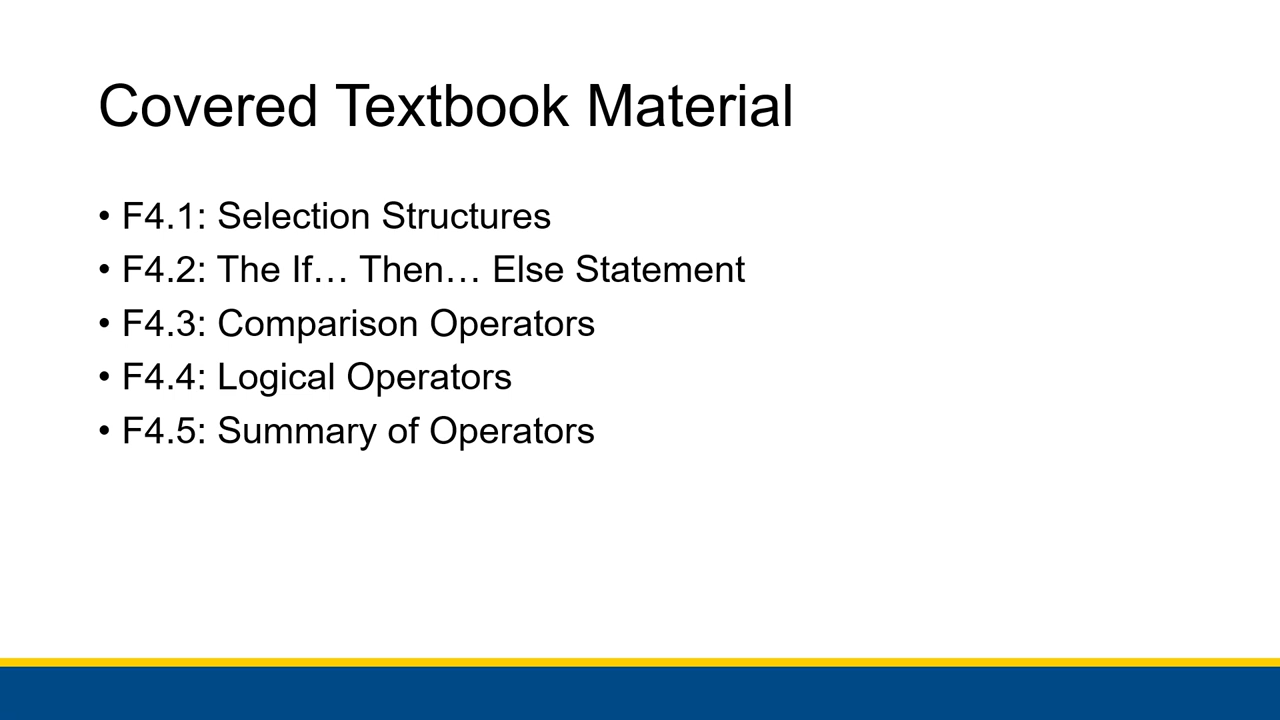 Covered Textbook Material
• F4.1: Selection Structures
• F4.2: The If… Then… Else Statement
• F4.3: Comparison Operators
• F4.4: Logical Operators
• F4.5: Summary of Operators